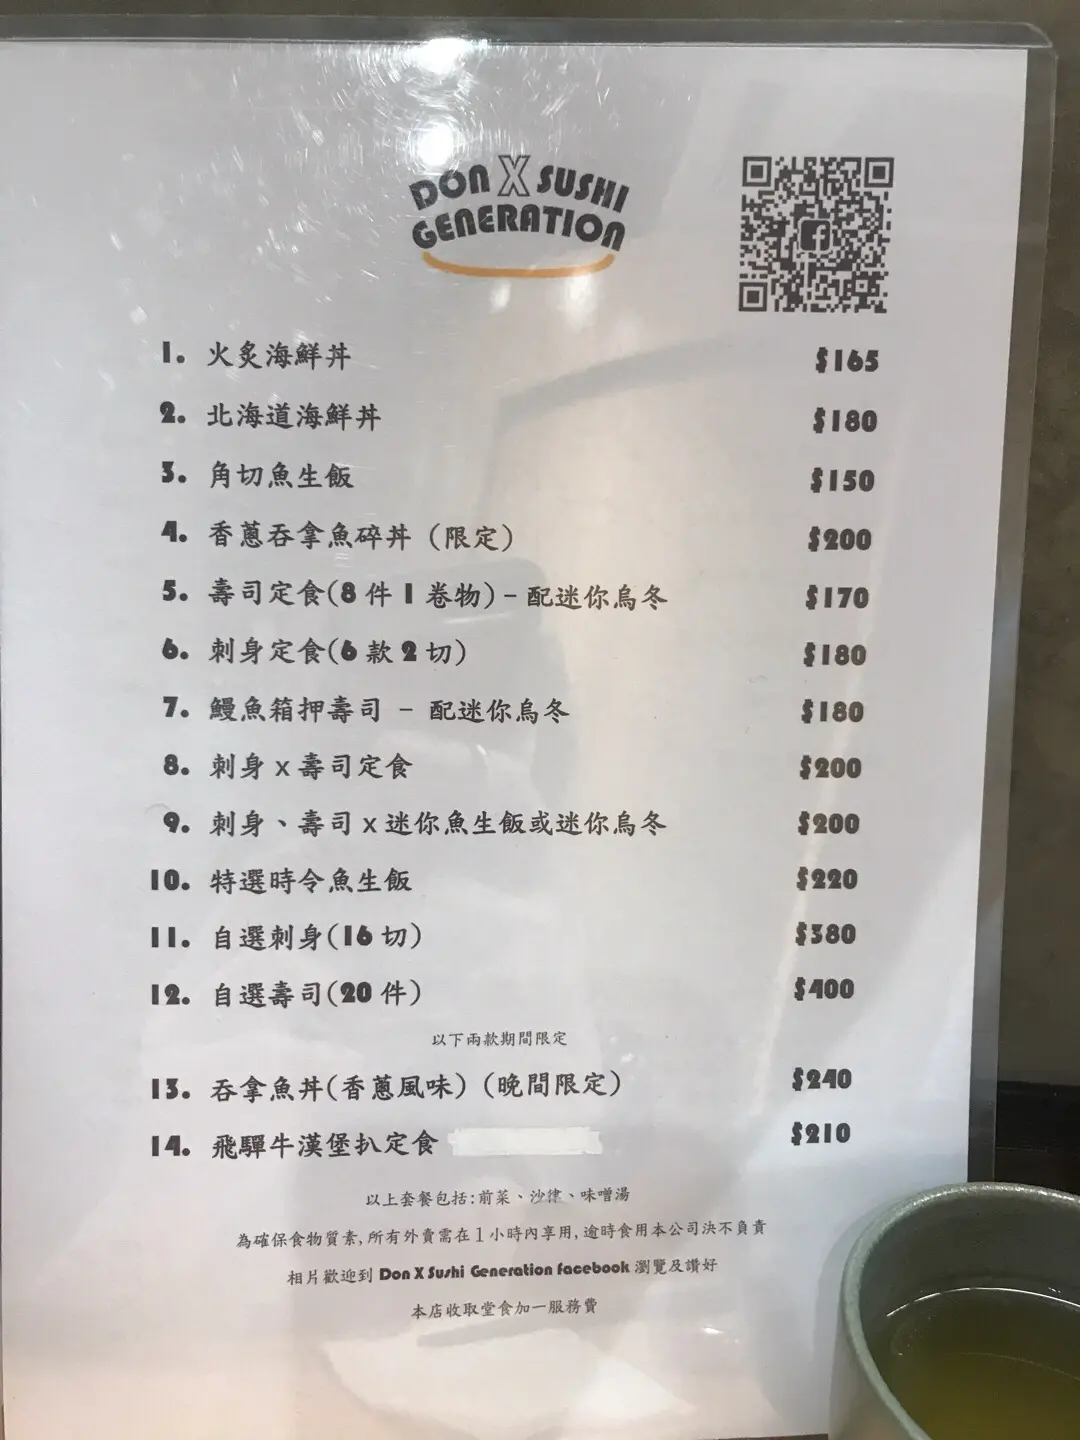 DON X SUSHI
GENERATION
1. 火炙海鮮丼 $165
2. 北海道海鮮丼 $180
3. 角切魚生飯 $150
4. 香蔥吞拿魚碎丼 (限定) $200
5. 壽司定食(8 件 1 卷物) - 配迷你烏冬 $170
6. 刺身定食(6 款 2 切) $180
7. 鰻魚箱押壽司 - 配迷你烏冬 $180
8. 刺身 x 壽司定食 $200
9. 刺身、壽司 x 迷你魚生飯或迷你烏冬 $200
10. 特選時令魚生飯 $220
11. 自選刺身(16 切) $380
12. 自選壽司(20 件) $400
以下兩款期間限定
13. 吞拿魚丼(香蔥風味) (晚間限定) $240
14. 飛驒牛漢堡扒定食 $210
以上套餐包括:前菜、沙律、味噌湯
為確保食物質素,所有外賣需在 1 小時內享用,逾時食用本公司決不負責
相片歡迎到 Don X Sushi Generation facebook 瀏覽及讚好
本店收取堂食加一服務費